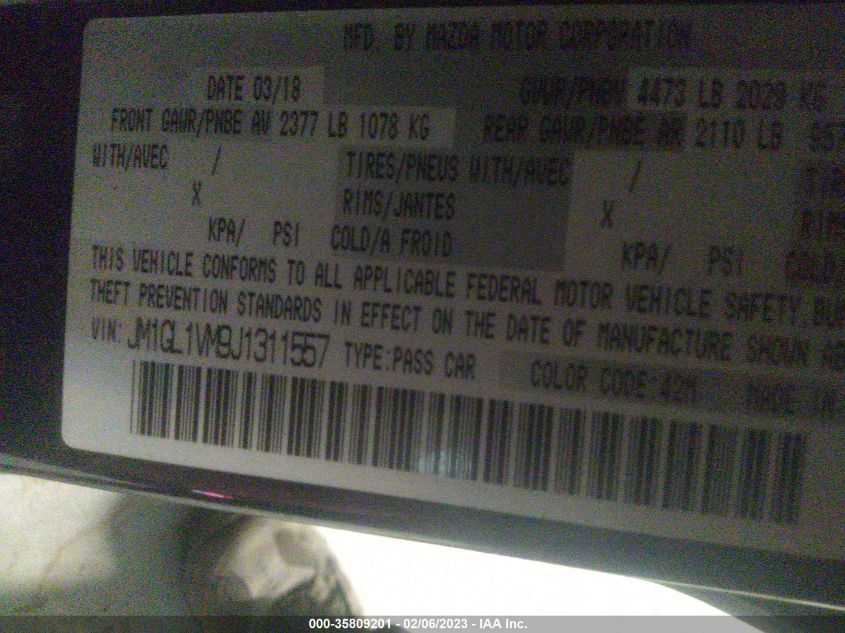 MFD. BY MAZDA MOTOR CORPORATION
DATE 03/18 GVWR/PNBV 4473 LB 2029 KG
FRONT GAWR/PNBE AV 2377 LB 1078 KG REAR GAWR/PNBE AR 2110 LB
WITH/AVEC / TIRES/PNEUS WITH/AVEC /
X RIMS/JANTES X
KPA/ PSI COLD/A FROID KPA/ PSI
THIS VEHICLE CONFORMS TO ALL APPLICABLE FEDERAL MOTOR VEHICLE SAFETY,
THEFT PREVENTION STANDARDS IN EFFECT ON THE DATE OF MANUFACTURE SHOWN
VIN: JM1GL1VM9J1311557 TYPE:PASS CAR COLOR CODE:42M MADE IN
000-35809201 - 02/06/2023 - IAA Inc.